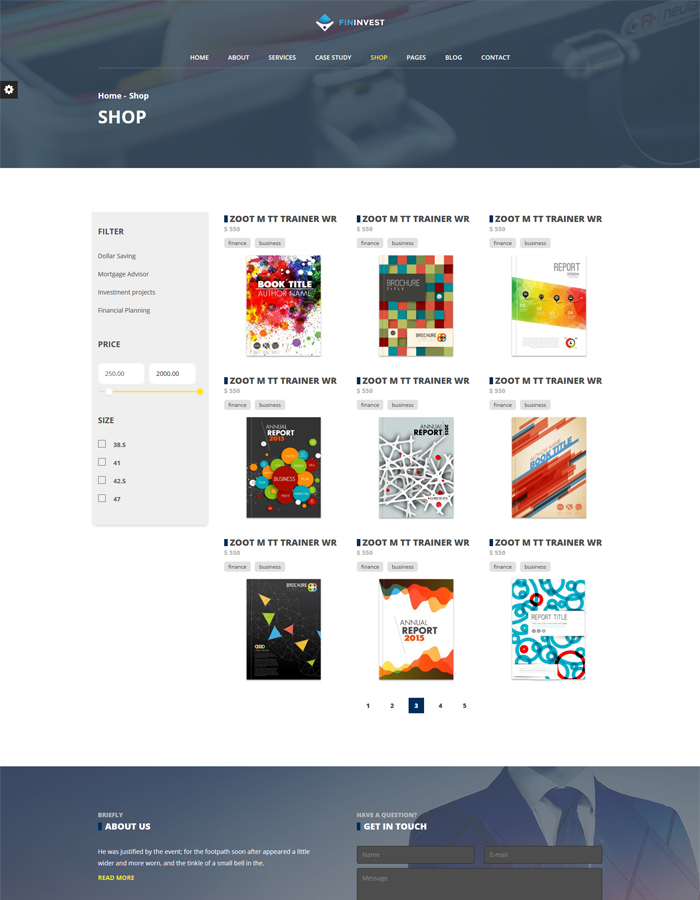 FININVEST
HOME ABOUT SERVICES CASE STUDY SHOP PAGES BLOG CONTACT
Home - Shop
SHOP
FILTER
Dollar Saving
Mortgage Advisor
Investment projects
Financial Planning
PRICE
250.00 2000.00
SIZE
38.5
41
42.5
47
ZOOT M TT TRAINER WR
$ 550
finance business
BOOK TITLE
AUTHOR NAME
ZOOT M TT TRAINER WR
$ 550
finance business
BROCHURE
TITLE
BROCHURE
ZOOT M TT TRAINER WR
$ 550
finance business
REPORT
ZOOT M TT TRAINER WR
$ 550
finance business
ANNUAL
REPORT
2015
BUSINESS
ZOOT M TT TRAINER WR
$ 550
finance business
ANNUAL
REPORT
2015
ZOOT M TT TRAINER WR
$ 550
finance business
BOOK TITLE
ZOOT M TT TRAINER WR
$ 550
finance business
BROCHURE
ZOOT M TT TRAINER WR
$ 550
finance business
ANNUAL
REPORT
2015
ZOOT M TT TRAINER WR
$ 550
finance business
REPORT TITLE
1 2 3 4 5
BRIEFLY
ABOUT US
He was justified by the event; for the footpath soon after appeared a little
wider and more worn, and the tinkle of a small bell in the.
READ MORE
HAVE A QUESTION?
GET IN TOUCH
Name E-mail
Message